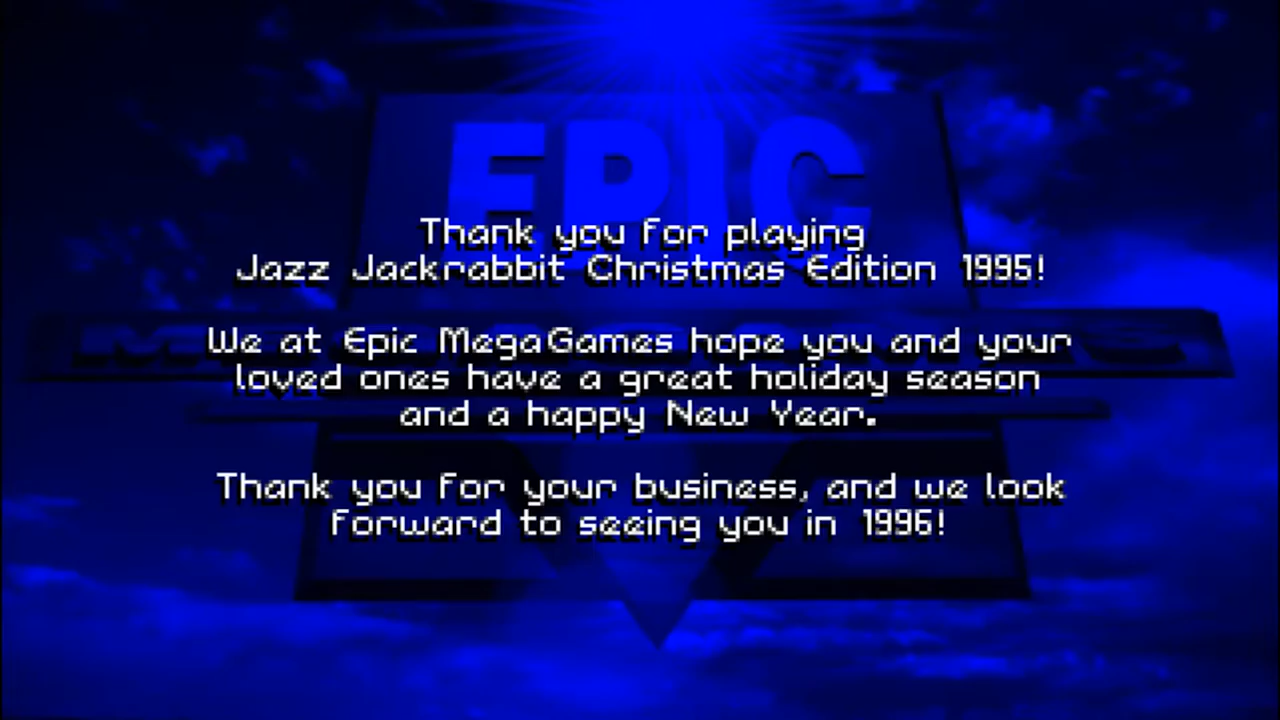 EPIC
Thank you for playing
Jazz Jackrabbit Christmas Edition 1995!
We at Epic MegaGames hope you and your
loved ones have a great holiday season
and a happy New Year.
Thank you for your business, and we look
forward to seeing you in 1996!